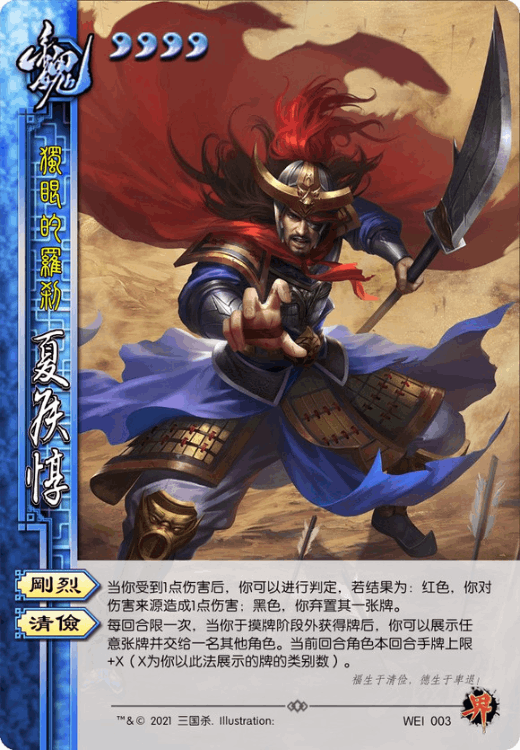 魏
獨眼的羅刹
夏侯惇
剛烈
当你受到1点伤害后，你可以进行判定，若结果为：红色，你对
伤害来源造成1点伤害；黑色，你弃置其一张牌。
清儉
每回合限一次，当你于摸牌阶段外获得牌后，你可以展示任
意张牌并交给一名其他角色。当前回合角色本回合手牌上限
+X（X为你以此法展示的牌的类别数）。
福生于清俭，德生于卑退！
界
™&© 2021 三国杀. Illustration:
WEI 003